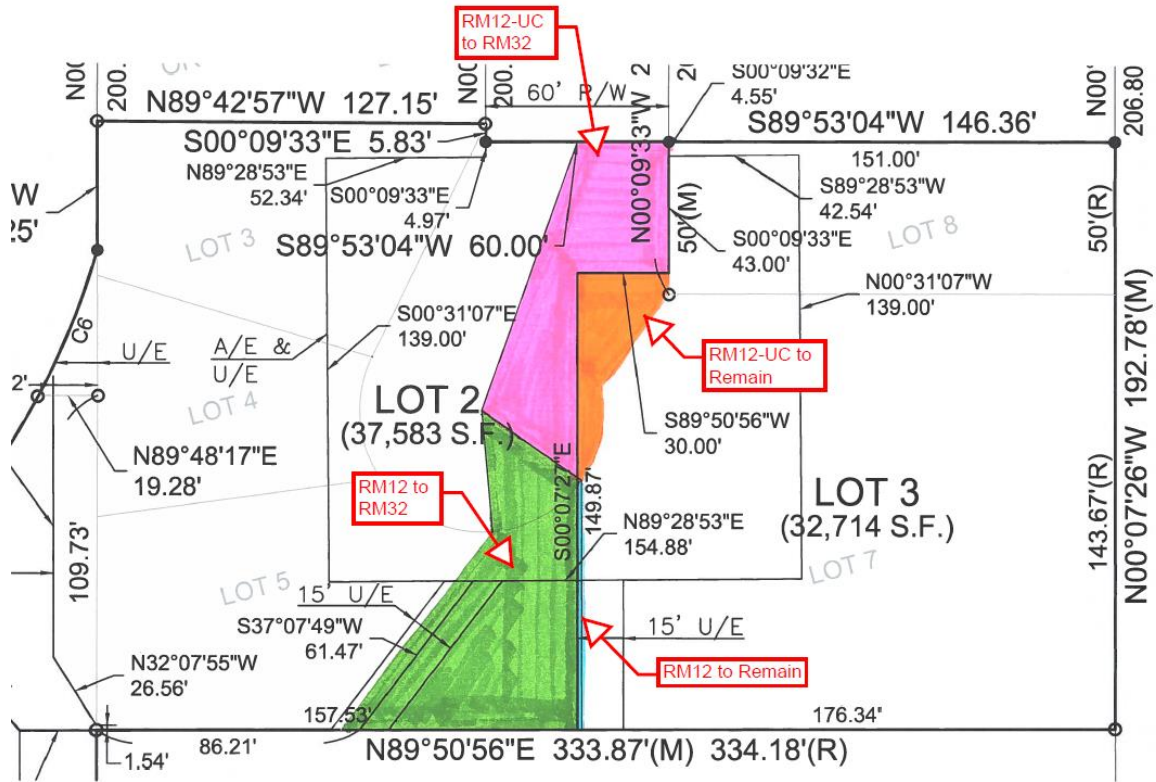 RM12-UC
to RM32
N00
200.
N00
200.
60' R/W
S00°09'32"E
4.55'
N00°
206.80
N89°42'57"W 127.15'
S00°09'33"E 5.83'
S89°53'04"W 146.36'
N89°28'53"E
52.34'
S00°09'33"E
4.97'
151.00'
S89°28'53"W
42.54'
W
25'
LOT 3
S89°53'04"W 60.00'
N00°09'33"W 2
50'(M)
S00°09'33"E
43.00'
LOT 8
50'(R)
S00°31'07"E
139.00'
N00°31'07"W
139.00'
C6
U/E
A/E &
U/E
RM12-UC to
Remain
2'
LOT 4
LOT 2
(37,583 S.F.)
S89°50'56"W
30.00'
N89°48'17"E
19.28'
RM12 to
RM32
S00°07'27"E
149.87'
LOT 3
(32,714 S.F.)
N89°28'53"E
154.88'
143.67'(R)
N00°07'26"W 192.78'(M)
109.73'
LOT 5
LOT 7
15' U/E
S37°07'49"W
61.47'
15' U/E
N32°07'55"W
26.56'
RM12 to Remain
157.53'
176.34"
86.21'
N89°50'56"E 333.87'(M) 334.18'(R)
1.54'